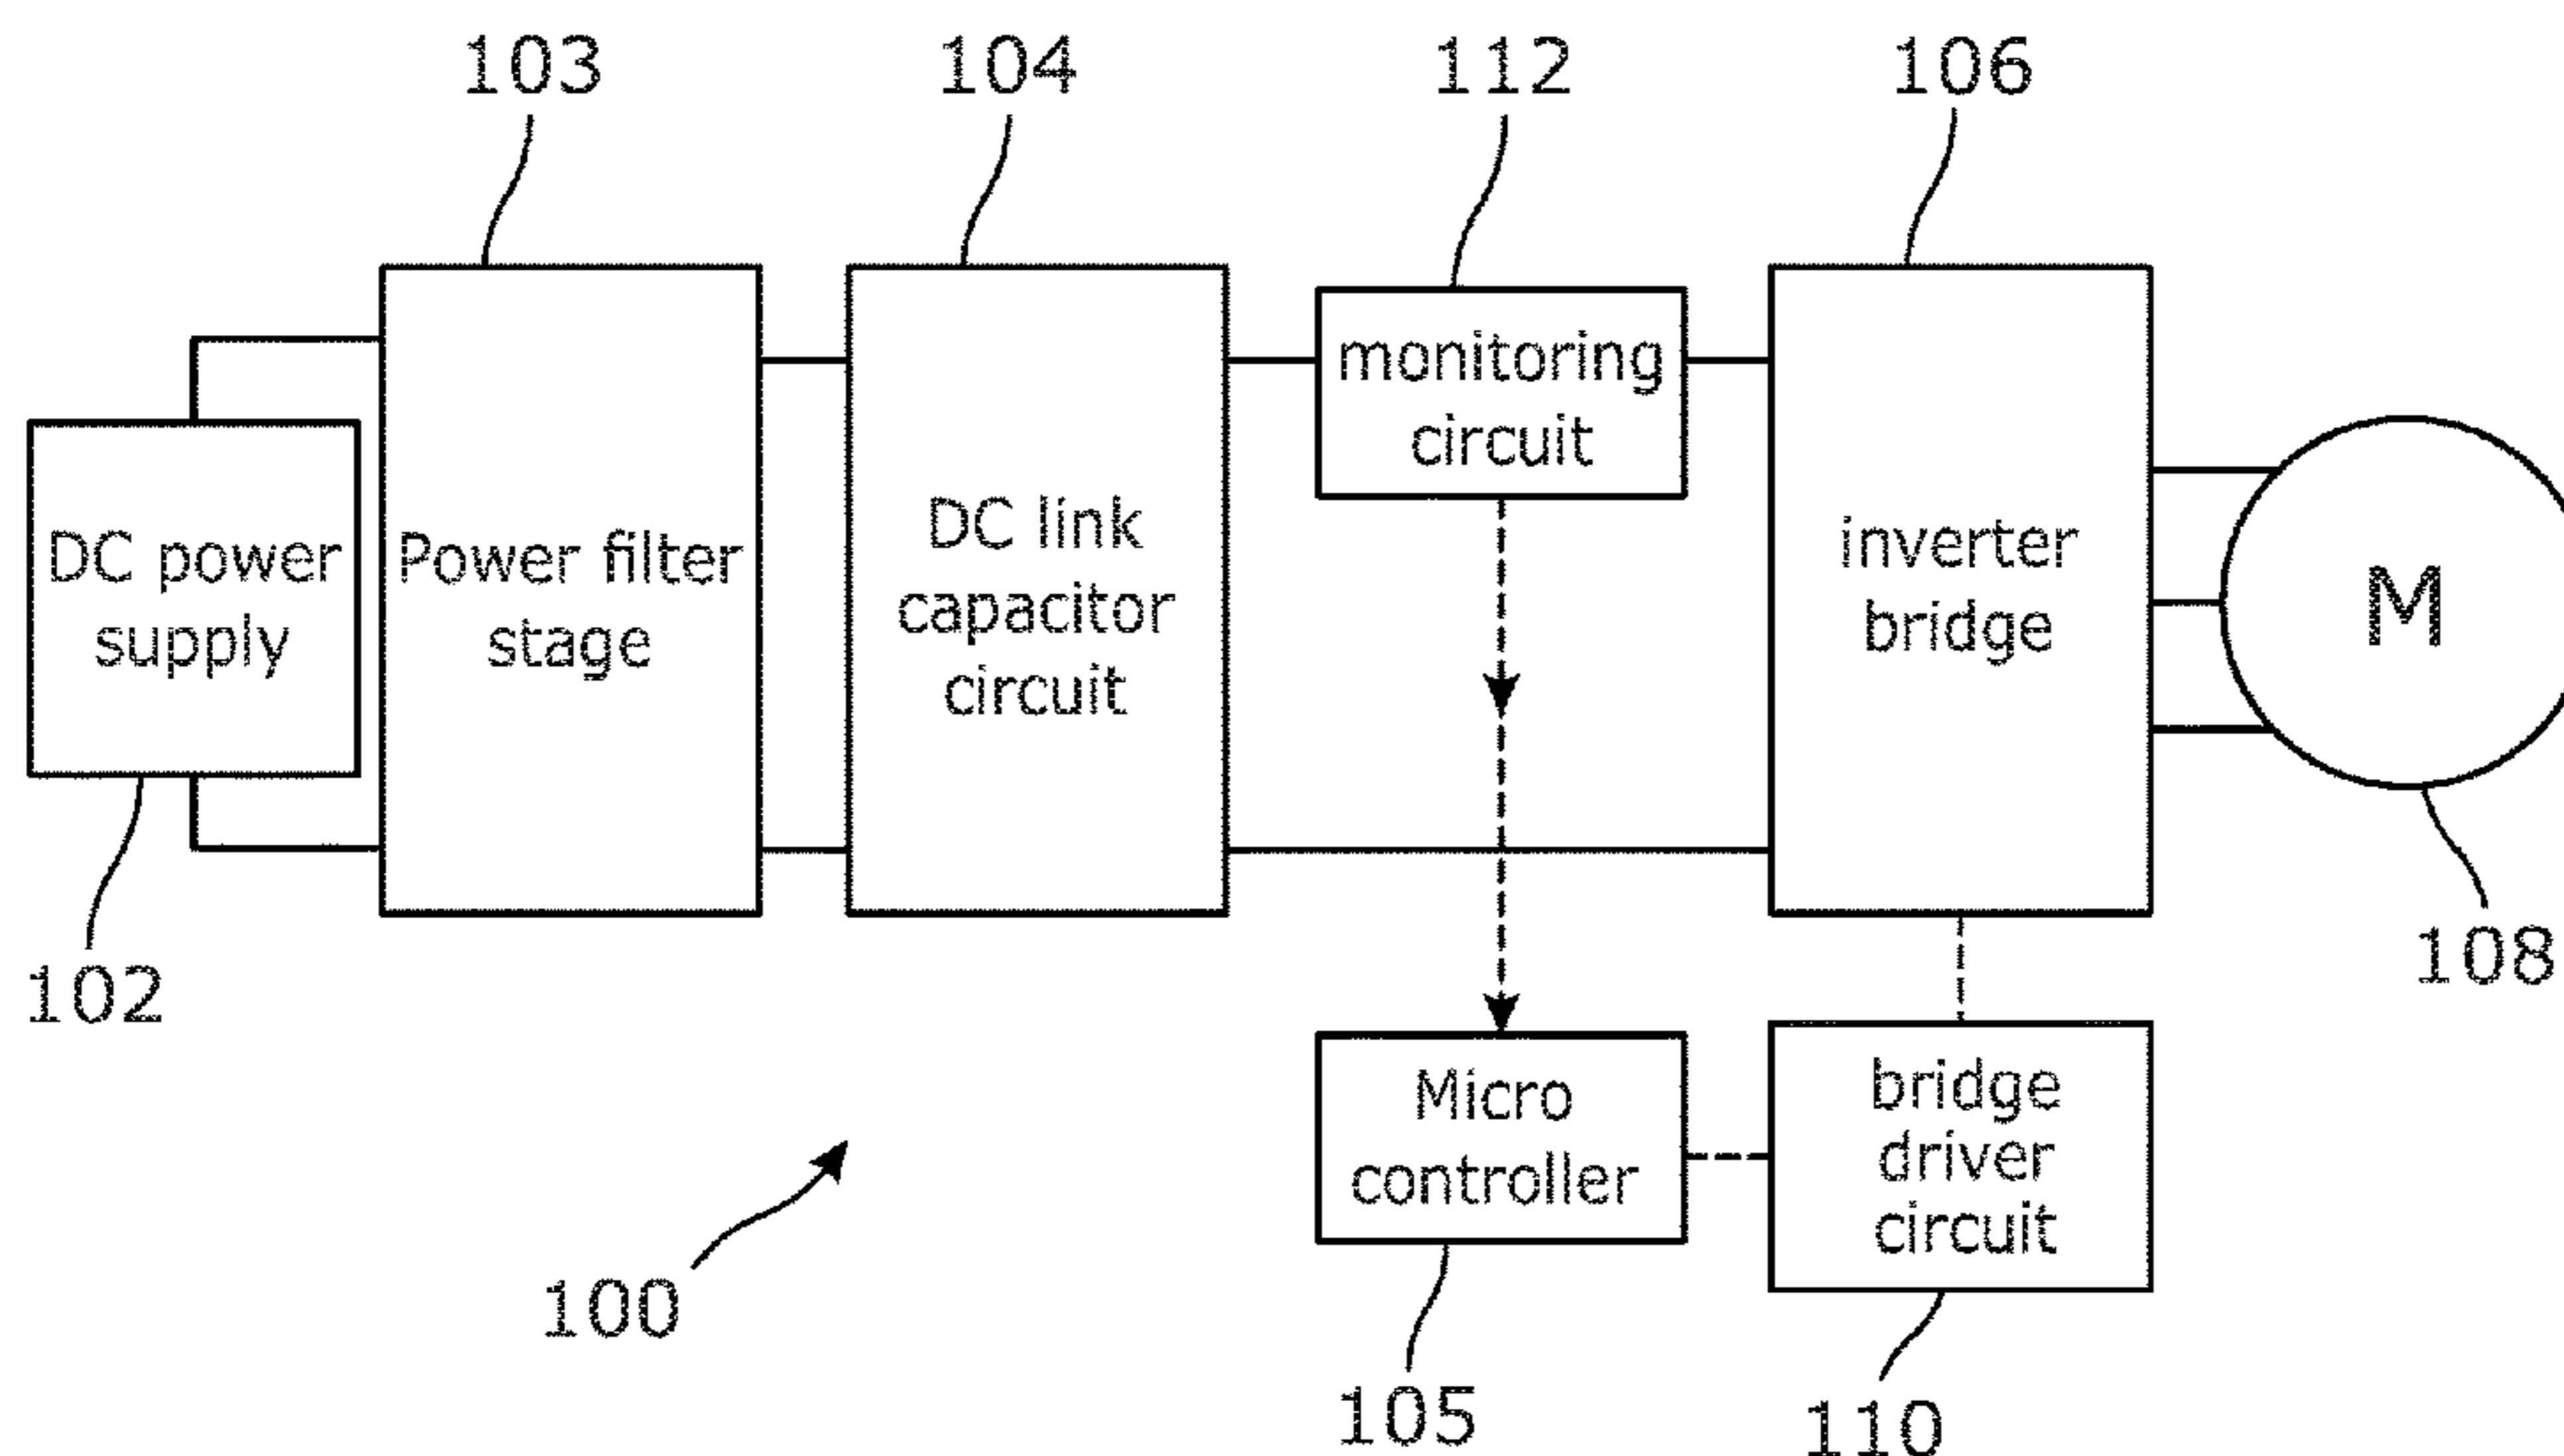 103
104
112
106
monitoring
circuit
DC power
supply
Power filter
stage
DC link
capacitor
circuit
inverter
bridge
M
102
108
Micro
controller
bridge
driver
circuit
100
105
110